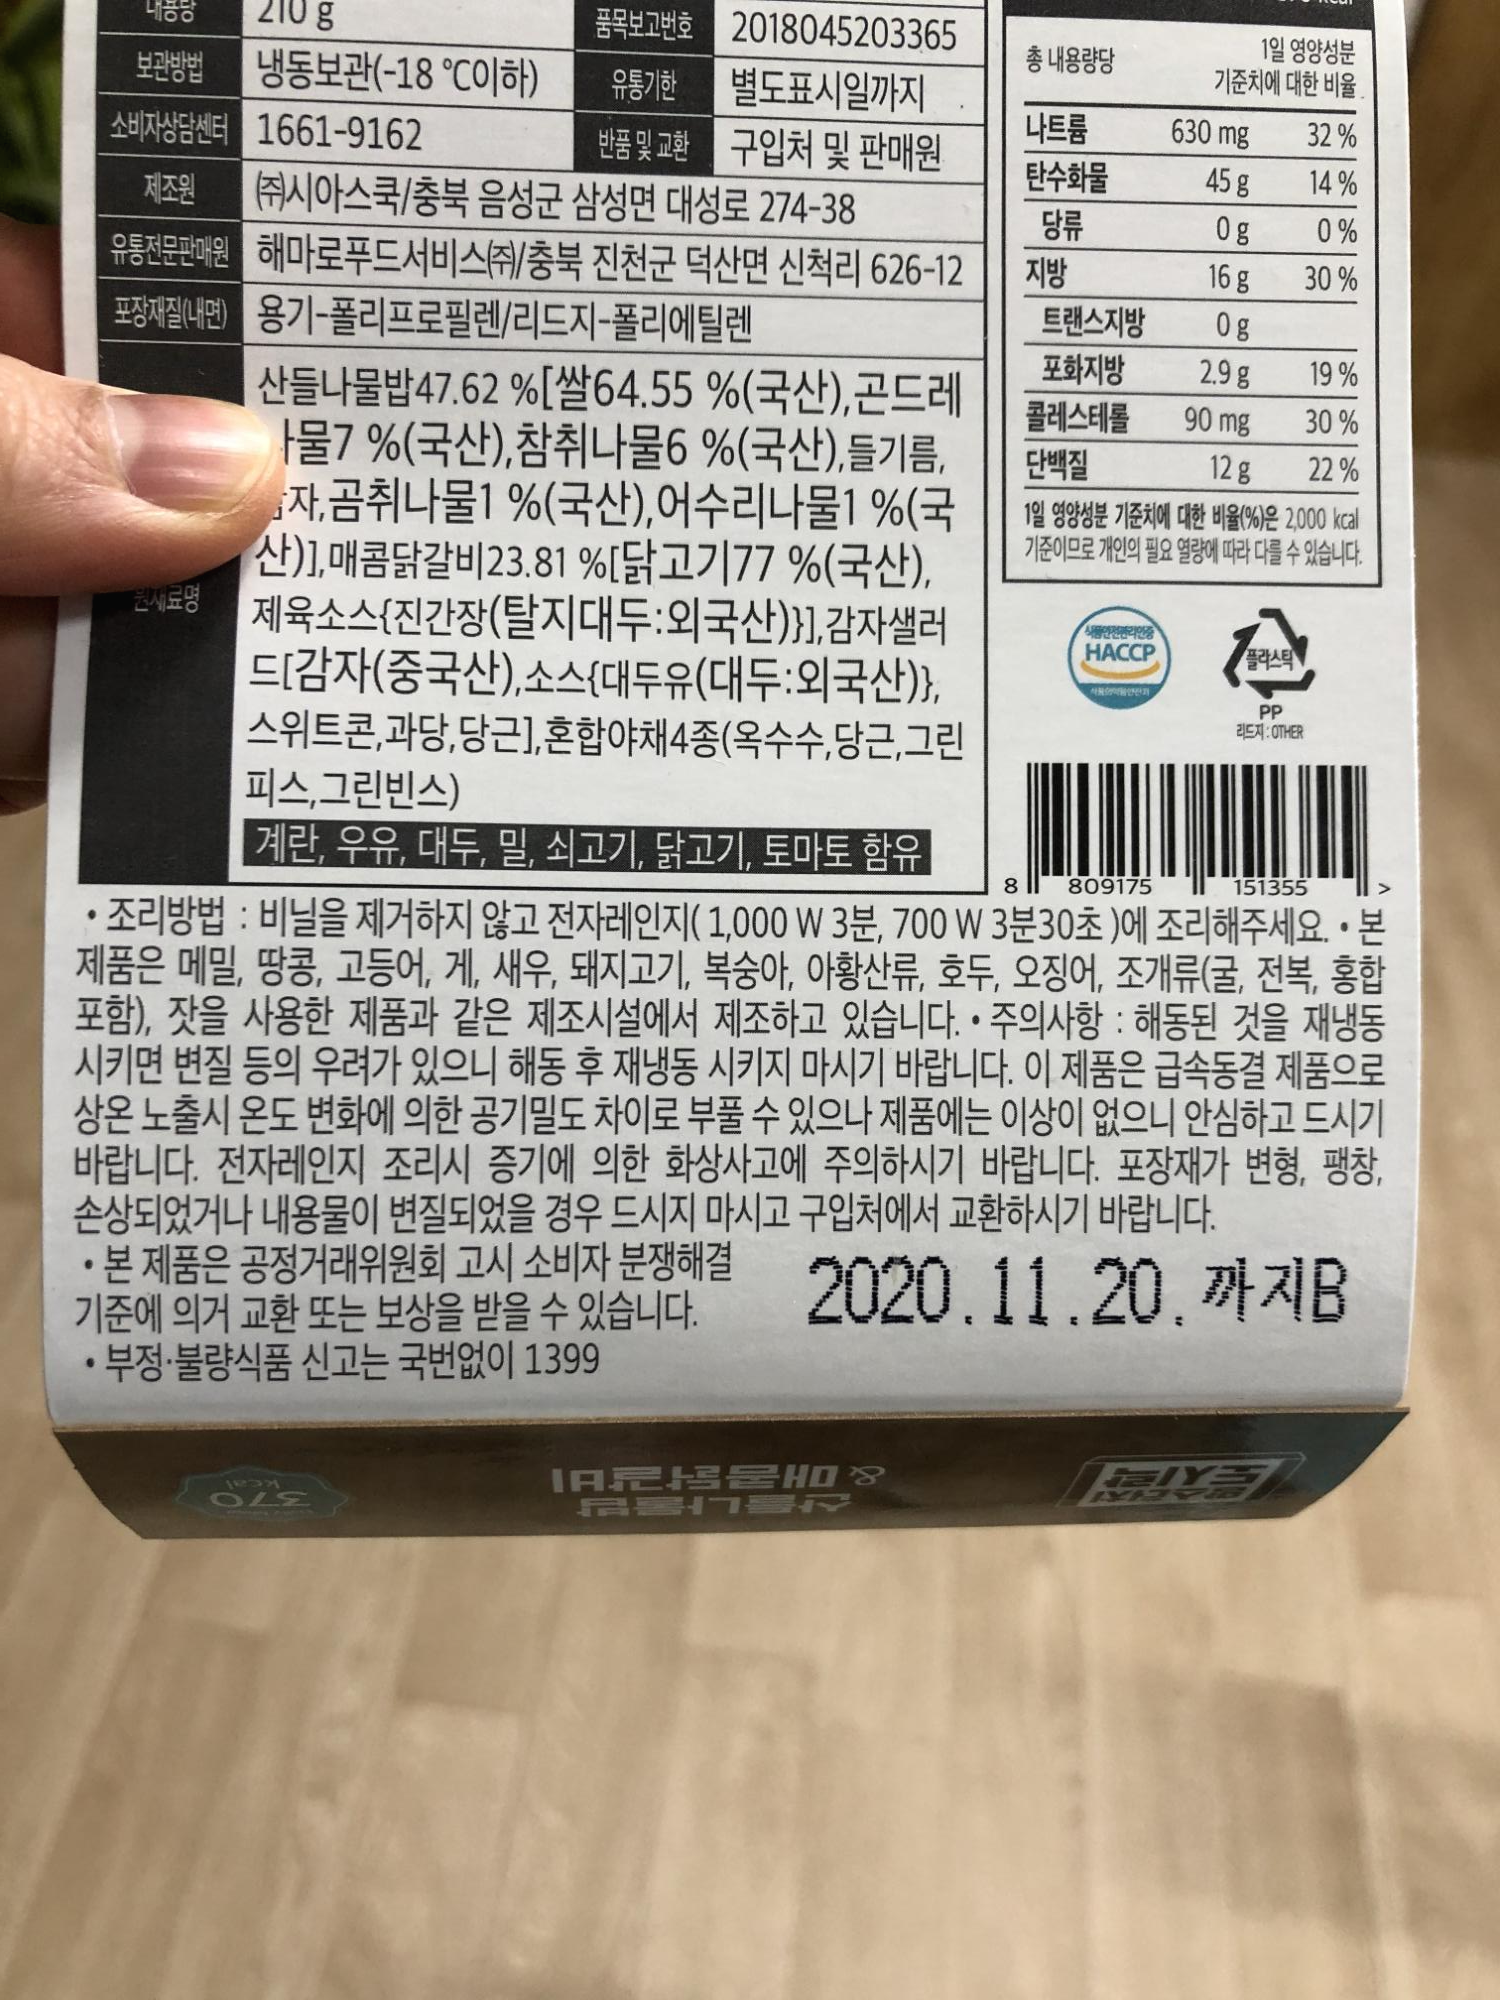 210 g
품목보고번호 2018045203365
보관방법 냉동보관(-18 ℃이하)
유통기한 별도표시일까지
소비자상담센터 1661-9162
반품 및 교환 구입처 및 판매원
제조원 ㈜시아스쿡/충북 음성군 삼성면 대성로 274-38
유통전문판매원 해마로푸드서비스㈜/충북 진천군 덕산면 신척리 626-12
포장재질(내면) 용기-폴리프로필렌/리드지-폴리에틸렌
원재료명
산들나물밥47.62 %[쌀64.55 %(국산),곤드레
물7 %(국산),참취나물6 %(국산),들기름,
자,곰취나물1 %(국산),어수리나물1 %(국
산)],매콤닭갈비23.81 %[닭고기77 %(국산),
제육소스{진간장(탈지대두:외국산)}],감자샐러
드[감자(중국산),소스{대두유(대두:외국산)},
스위트콘,과당,당근],혼합야채4종(옥수수,당근,그린
피스,그린빈스)
계란, 우유, 대두, 밀, 쇠고기, 닭고기, 토마토 함유
총 내용량당
1일 영양성분
기준치에 대한 비율
나트륨 630 mg 32 %
탄수화물 45 g 14 %
당류 0 g 0 %
지방 16 g 30 %
트랜스지방 0 g
포화지방 2.9 g 19 %
콜레스테롤 90 mg 30 %
단백질 12 g 22 %
1일 영양성분 기준치에 대한 비율(%)은 2,000 kcal
기준이므로 개인의 필요 열량에 따라 다를 수 있습니다.
식품안전관리인증
HACCP
식품의약품안전처
플라스틱
PP
리드지 : OTHER
8 809175 151355 >
• 조리방법 : 비닐을 제거하지 않고 전자레인지( 1,000 W 3분, 700 W 3분30초 )에 조리해주세요. • 본
제품은 메밀, 땅콩, 고등어, 게, 새우, 돼지고기, 복숭아, 아황산류, 호두, 오징어, 조개류(굴, 전복, 홍합
포함), 잣을 사용한 제품과 같은 제조시설에서 제조하고 있습니다. • 주의사항 : 해동된 것을 재냉동
시키면 변질 등의 우려가 있으니 해동 후 재냉동 시키지 마시기 바랍니다. 이 제품은 급속동결 제품으로
상온 노출시 온도 변화에 의한 공기밀도 차이로 부풀 수 있으나 제품에는 이상이 없으니 안심하고 드시기
바랍니다. 전자레인지 조리시 증기에 의한 화상사고에 주의하시기 바랍니다. 포장재가 변형, 팽창,
손상되었거나 내용물이 변질되었을 경우 드시지 마시고 구입처에서 교환하시기 바랍니다.
• 본 제품은 공정거래위원회 고시 소비자 분쟁해결
기준에 의거 교환 또는 보상을 받을 수 있습니다.
• 부정·불량식품 신고는 국번없이 1399
2020.11.20.까지B
산들나물밥
& 매콤닭갈비
370
kcal
도시락